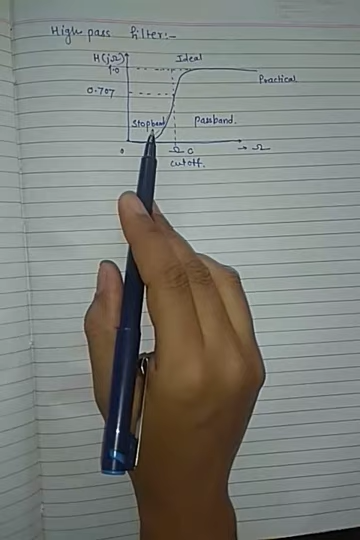 High pass filter:-
H(jΩ)
Ideal
1.0
Practical
0.707
Stopband Passband.
0 Ωc → Ω
cutoff.